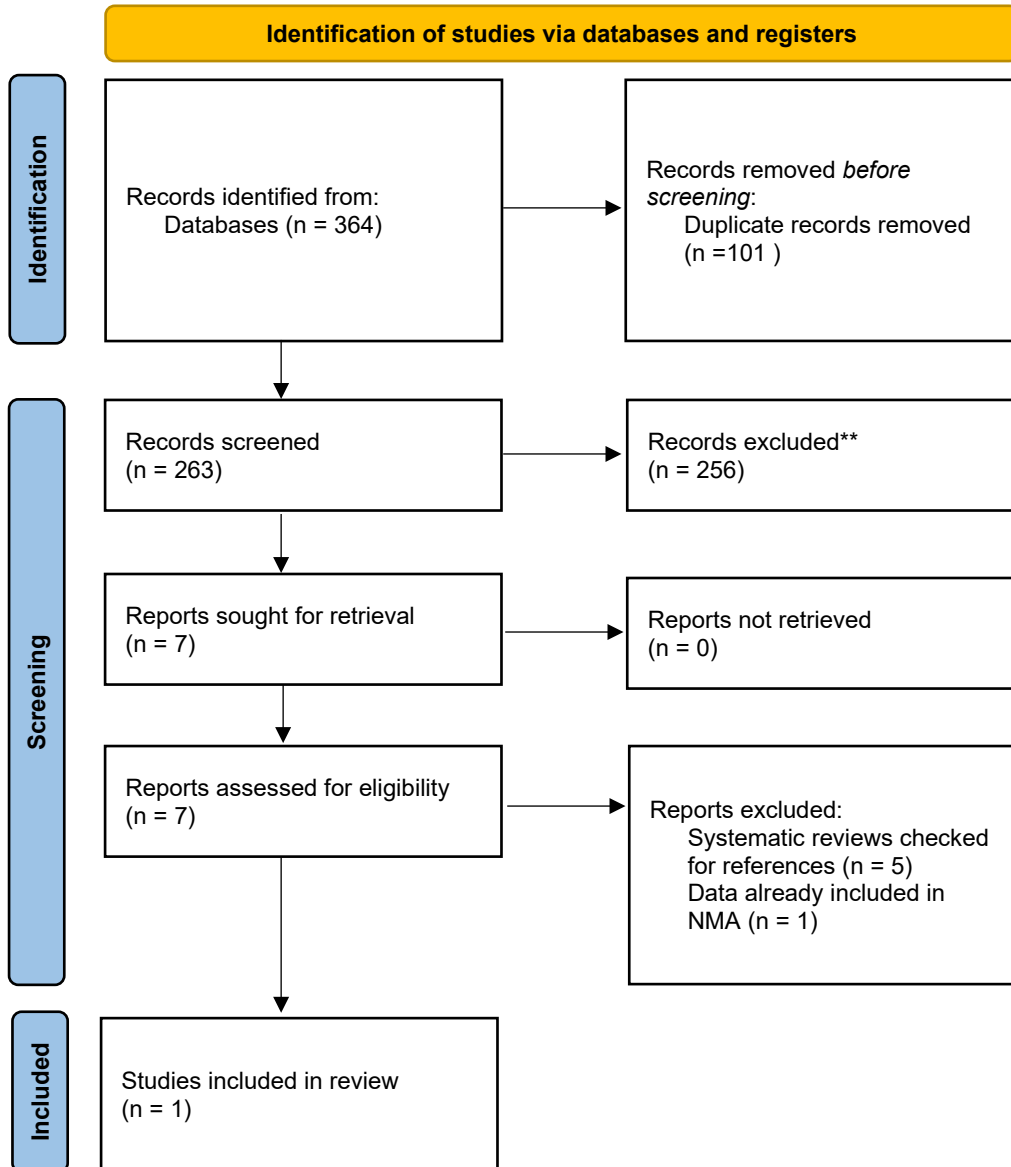 Identification of studies via databases and registers
Identification
Records identified from:
Databases (n = 364)
Records removed before
screening:
Duplicate records removed
(n =101 )
Screening
Records screened
(n = 263)
Records excluded**
(n = 256)
Reports sought for retrieval
(n = 7)
Reports not retrieved
(n = 0)
Reports assessed for eligibility
(n = 7)
Reports excluded:
Systematic reviews checked
for references (n = 5)
Data already included in
NMA (n = 1)
Included
Studies included in review
(n = 1)